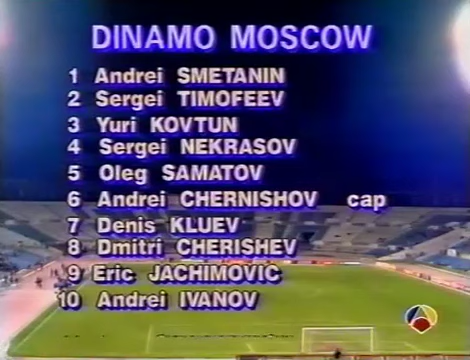 DINAMO MOSCOW
1 Andrei SMETANIN
2 Sergei TIMOFEEV
3 Yuri KOVTUN
4 Sergei NEKRASOV
5 Oleg SAMATOV
6 Andrei CHERNISHOV cap
7 Denis KLUEV
8 Dmitri CHERISHEV
9 Eric JACHIMOVIC
10 Andrei IVANOV